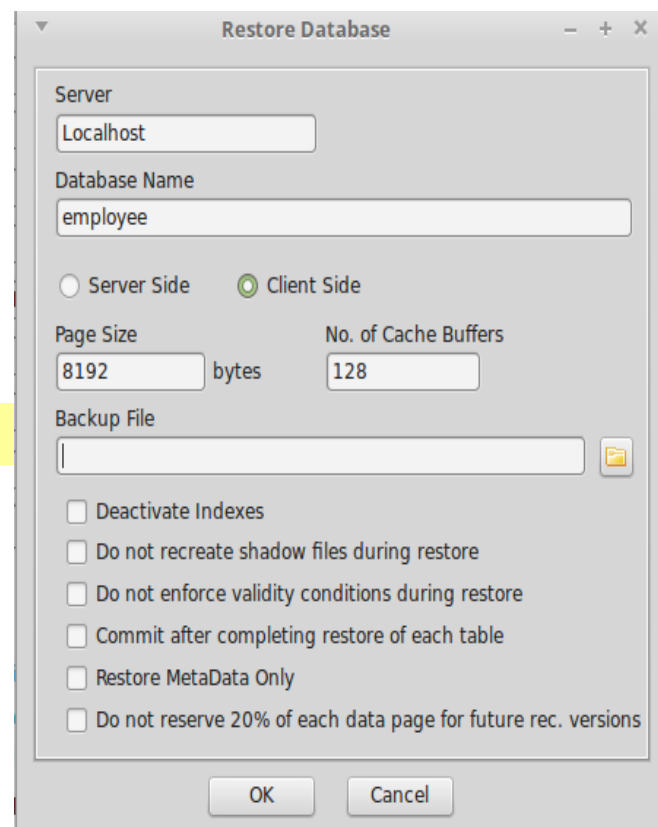 Restore Database
Server
Localhost
Database Name
employee
Server Side Client Side
Page Size No. of Cache Buffers
8192 bytes 128
Backup File
Deactivate Indexes
Do not recreate shadow files during restore
Do not enforce validity conditions during restore
Commit after completing restore of each table
Restore MetaData Only
Do not reserve 20% of each data page for future rec. versions
OK Cancel